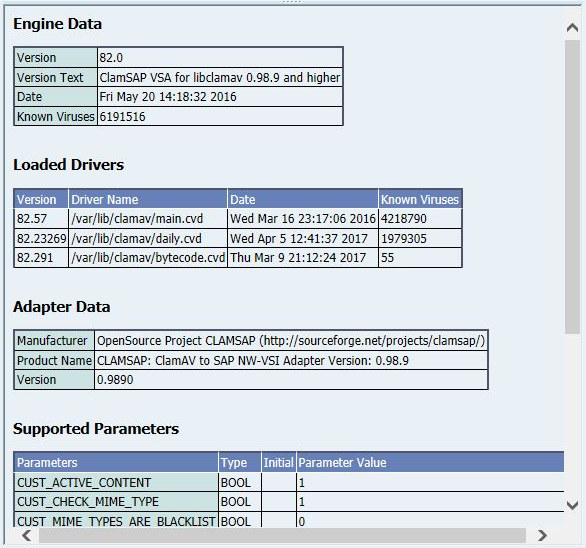 Engine Data
Version 82.0
Version Text ClamSAP VSA for libclamav 0.98.9 and higher
Date Fri May 20 14:18:32 2016
Known Viruses 6191516
Loaded Drivers
Version Driver Name Date Known Viruses
82.57 /var/lib/clamav/main.cvd Wed Mar 16 23:17:06 2016 4218790
82.23269 /var/lib/clamav/daily.cvd Wed Apr 5 12:41:37 2017 1979305
82.291 /var/lib/clamav/bytecode.cvd Thu Mar 9 21:12:24 2017 55
Adapter Data
Manufacturer OpenSource Project CLAMSAP (http://sourceforge.net/projects/clamsap/)
Product Name CLAMSAP: ClamAV to SAP NW-VSI Adapter Version: 0.98.9
Version 0.9890
Supported Parameters
Parameters Type Initial Parameter Value
CUST_ACTIVE_CONTENT BOOL 1
CUST_CHECK_MIME_TYPE BOOL 1
CUST_MIME_TYPES_ARE_BLACKLIST BOOL 0